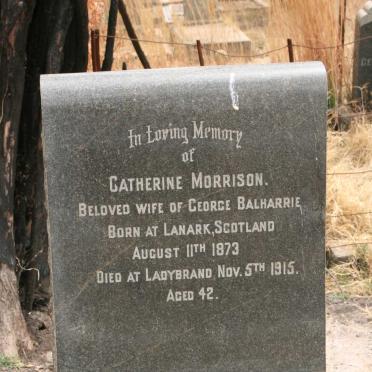 In Loving Memory
of
CATHERINE MORRISON.
BELOVED WIFE OF GEORGE BALHARRIE
BORN AT LANARK, SCOTLAND
AUGUST 11TH 1873
DIED AT LADYBRAND NOV. 5TH 1915.
AGED 42.